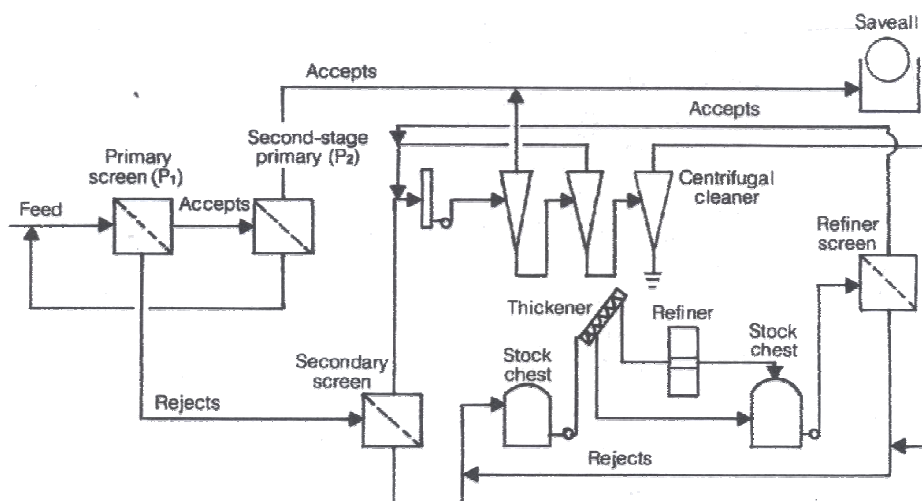 Saveall
Accepts
Accepts
Second-stage
primary (P₂)
Primary
screen (P₁)
Centrifugal
cleaner
Feed
Accepts
Refiner
screen
Thickener
Refiner
Stock
chest
Secondary
screen
Stock
chest
Rejects
Rejects